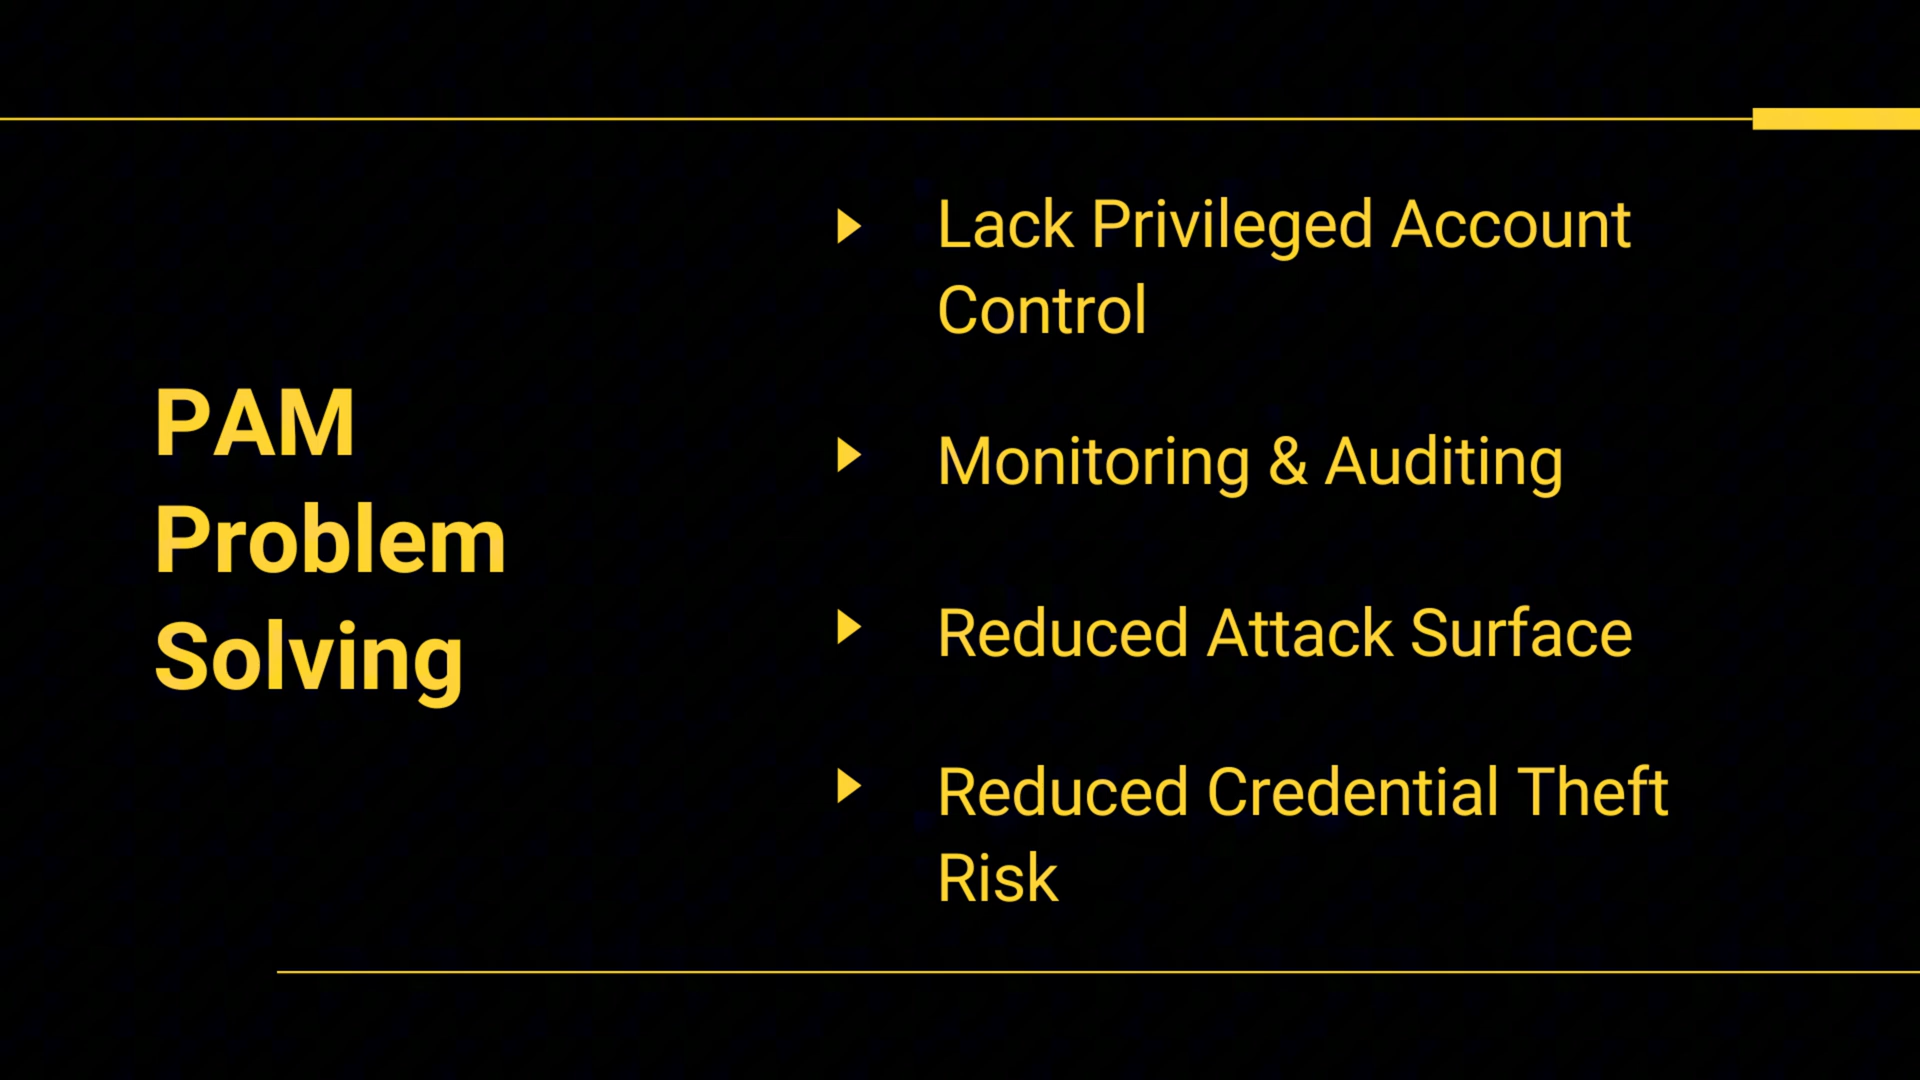 PAM
Problem
Solving
Lack Privileged Account
Control
Monitoring & Auditing
Reduced Attack Surface
Reduced Credential Theft
Risk